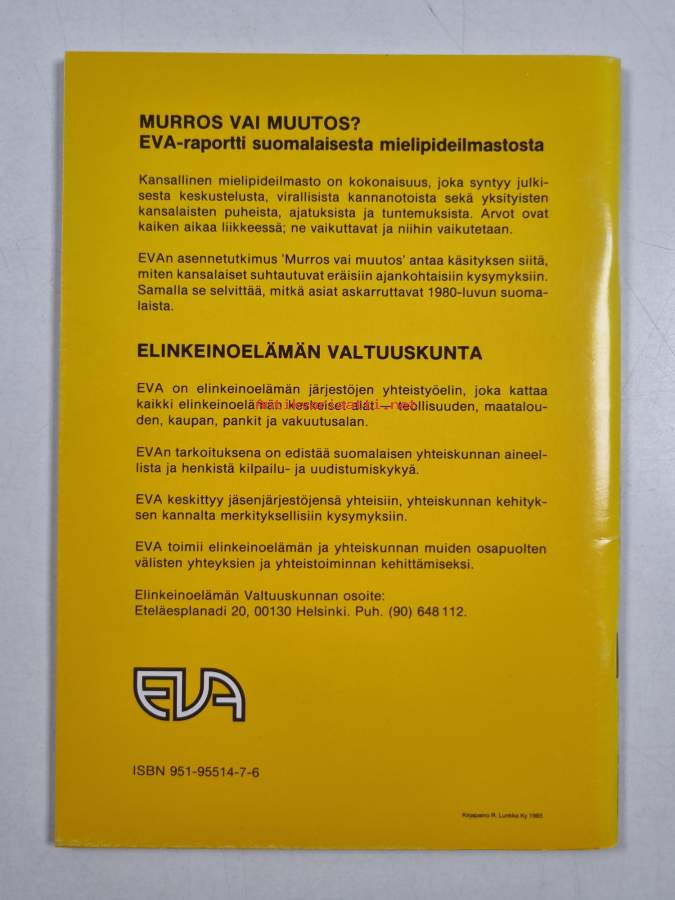 MURROS VAI MUUTOS?
EVA-raportti suomalaisesta mielipideilmastosta
Kansallinen mielipideilmasto on kokonaisuus, joka syntyy julki-
sesta keskustelusta, virallisista kannanotoista sekä yksityisten
kansalaisten puheista, ajatuksista ja tuntemuksista. Arvot ovat
kaiken aikaa liikkeessä; ne vaikuttavat ja niihin vaikutetaan.
EVAn asennetutkimus 'Murros vai muutos' antaa käsityksen siitä,
miten kansalaiset suhtautuvat eräisiin ajankohtaisiin kysymyksiin.
Samalla se selvittää, mitkä asiat askarruttavat 1980-luvun suoma-
laista.
ELINKEINOELÄMÄN VALTUUSKUNTA
EVA on elinkeinoelämän järjestöjen yhteistyöelin, joka kattaa
kaikki elinkeinoelämän keskeiset alat — teollisuuden, maatalou-
den, kaupan, pankit ja vakuutusalan.
EVAn tarkoituksena on edistää suomalaisen yhteiskunnan aineel-
lista ja henkistä kilpailu- ja uudistumiskykyä.
EVA keskittyy jäsenjärjestöjensä yhteisiin, yhteiskunnan kehityk-
sen kannalta merkityksellisiin kysymyksiin.
EVA toimii elinkeinoelämän ja yhteiskunnan muiden osapuolten
välisten yhteyksien ja yhteistoiminnan kehittämiseksi.
Elinkeinoelämän Valtuuskunnan osoite:
Eteläesplanadi 20, 00130 Helsinki. Puh. (90) 648 112.
EVA
ISBN 951-95514-7-6
Kirjapaino R. Lunkka Ky 1985